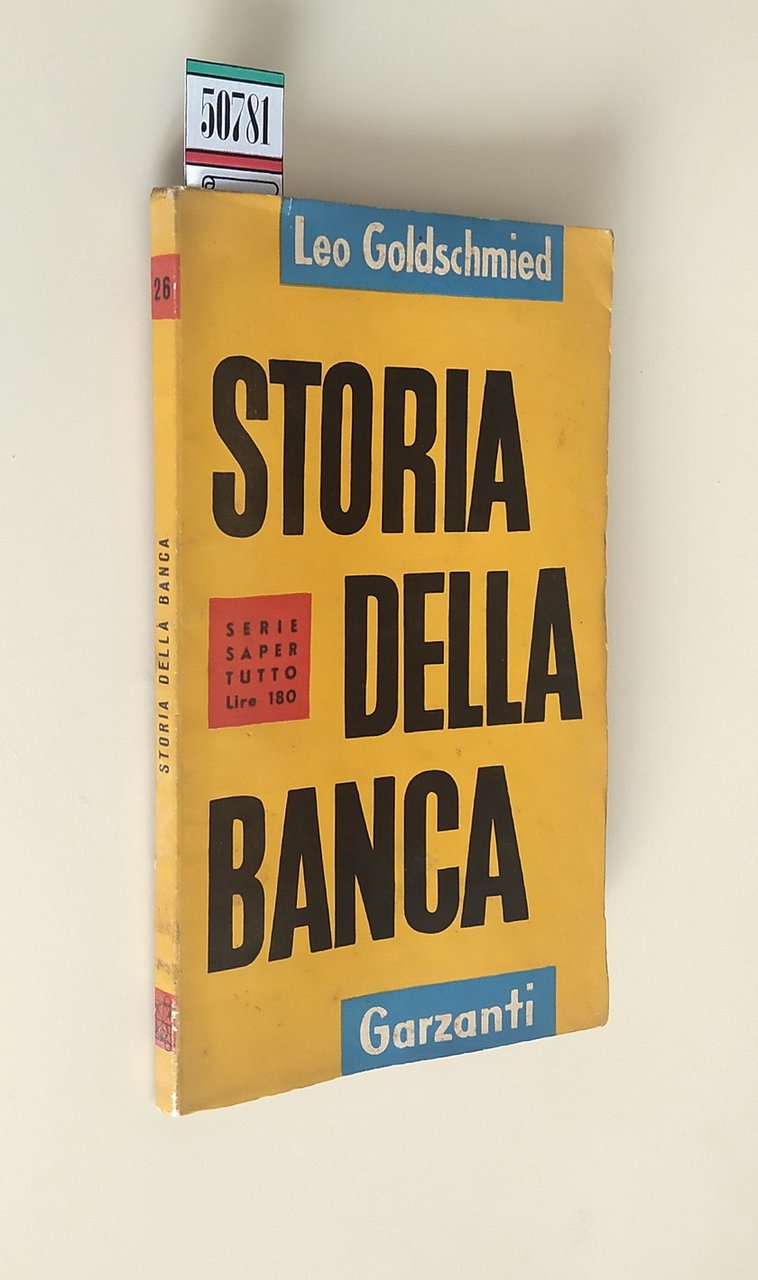 50781
Leo Goldschmied
26
STORIA
DELLA
BANCA
SERIE
SAPER
TUTTO
Lire 180
STORIA DELLA BANCA
Garzanti